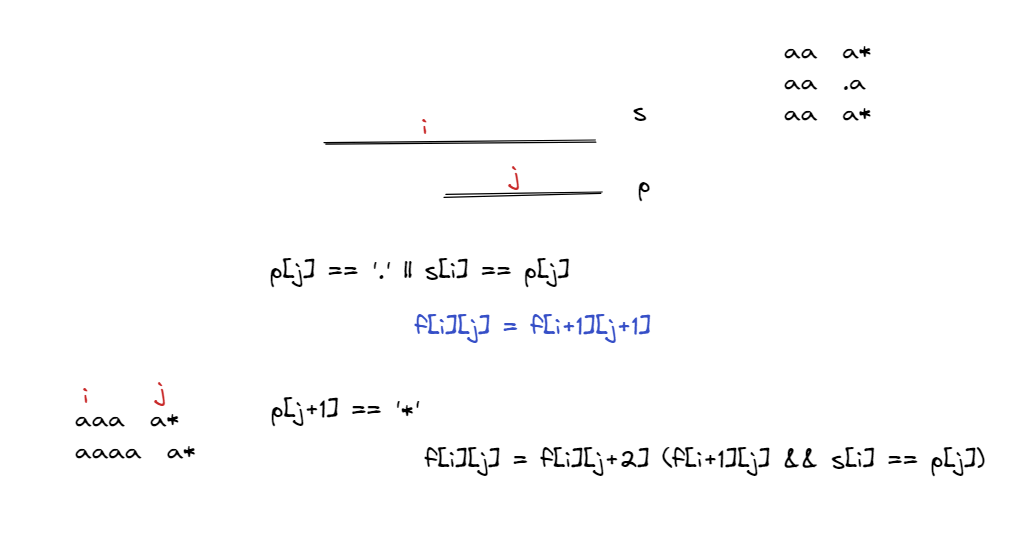 aa a*
aa .a
aa a*
i
s
j
p
p[j] == '.' || s[i] == p[j]
f[i][j] = f[i+1][j+1]
i j
aaa a*
aaaa a*
p[j+1] == '*'
f[i][j] = f[i][j+2] (f[i+1][j] && s[i] == p[j])